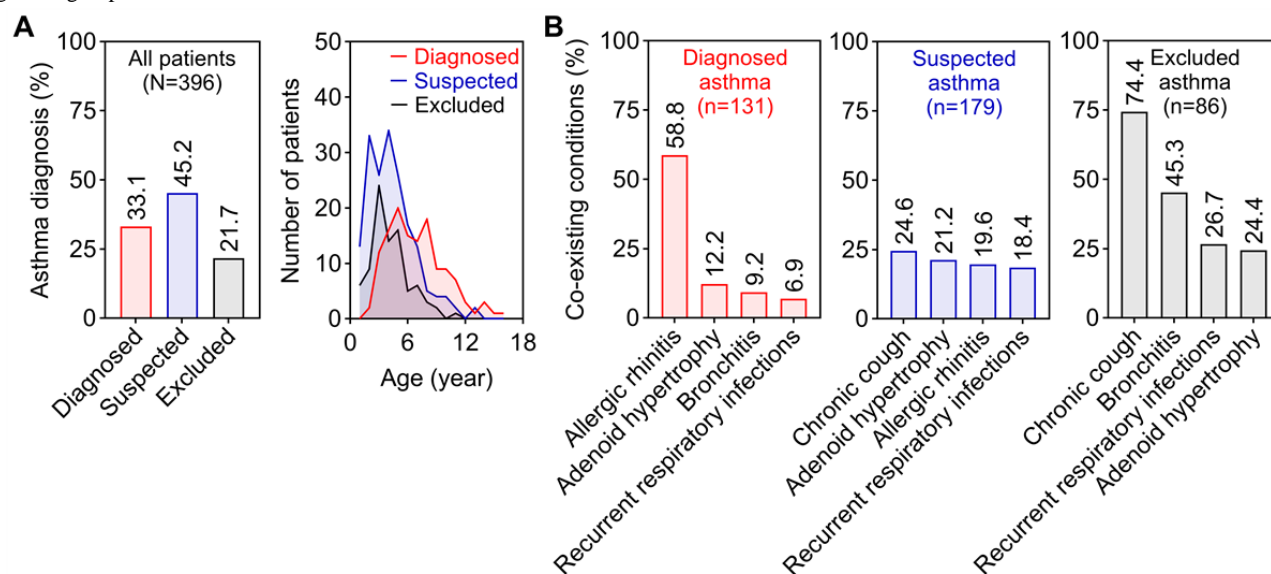 A
Asthma diagnosis (%)
100
75
50
25
0
All patients
(N=396)
33.1
45.2
21.7
Diagnosed
Suspected
Excluded
Number of patients
50
40
30
20
10
0
Diagnosed
Suspected
Excluded
0 6 12 18
Age (year)
B
Co-existing conditions (%)
100
75
50
25
0
Diagnosed
asthma
(n=131)
58.8
12.2
9.2
6.9
Allergic rhinitis
Adenoid hypertrophy
Bronchitis
Recurrent respiratory infections
100
75
50
25
0
Suspected
asthma
(n=179)
24.6
21.2
19.6
18.4
Chronic cough
Adenoid hypertrophy
Allergic rhinitis
Recurrent respiratory infections
100
75
50
25
0
Excluded
asthma
(n=86)
74.4
45.3
26.7
24.4
Chronic cough
Bronchitis
Recurrent respiratory infections
Adenoid hypertrophy